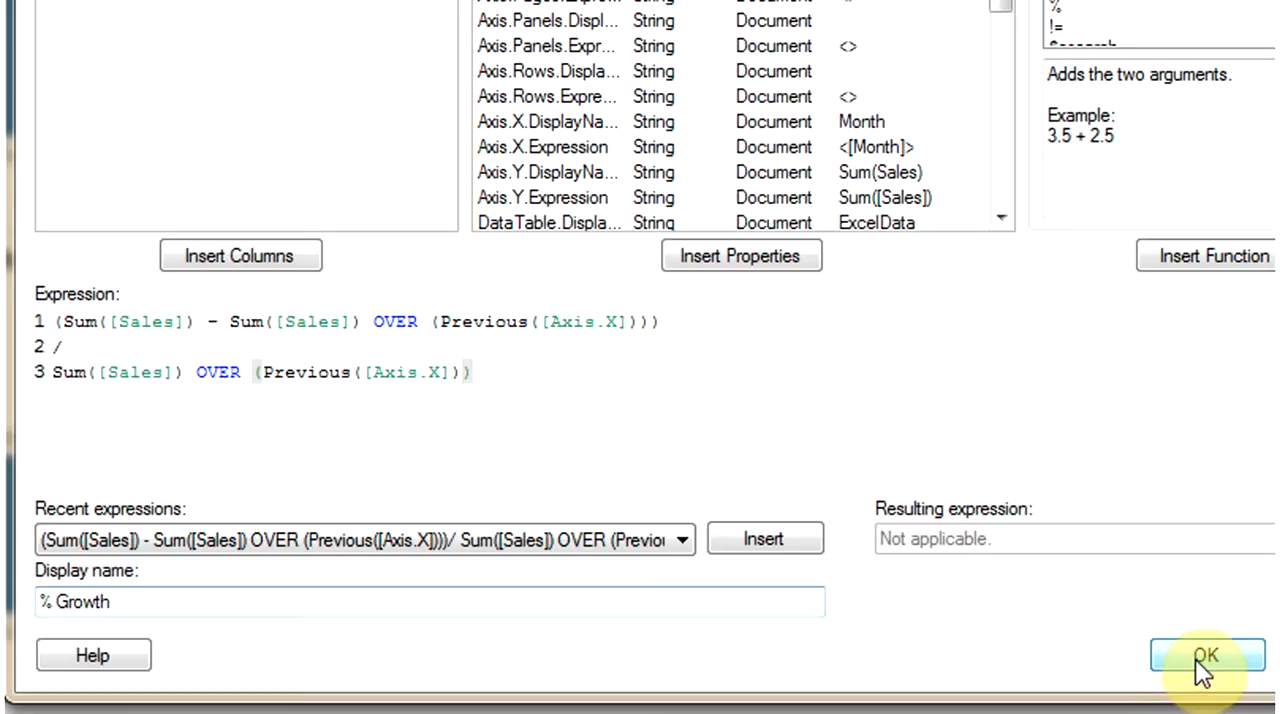 Axis.Panels.Displ... String Document
Axis.Panels.Expr... String Document <>
Axis.Rows.Displa... String Document
Axis.Rows.Expre... String Document <>
Axis.X.DisplayNa... String Document Month
Axis.X.Expression String Document <[Month]>
Axis.Y.DisplayNa... String Document Sum(Sales)
Axis.Y.Expression String Document Sum([Sales])
DataTable.Displa... String Document ExcelData
%
!=
Adds the two arguments.
Example:
3.5 + 2.5
Insert Columns
Insert Properties
Insert Function
Expression:
1 (Sum([Sales]) - Sum([Sales]) OVER (Previous([Axis.X])))
2 /
3 Sum([Sales]) OVER (Previous([Axis.X]))
Recent expressions:
(Sum([Sales]) - Sum([Sales]) OVER (Previous([Axis.X])))/ Sum([Sales]) OVER (Previou
Insert
Resulting expression:
Not applicable.
Display name:
% Growth
Help
OK